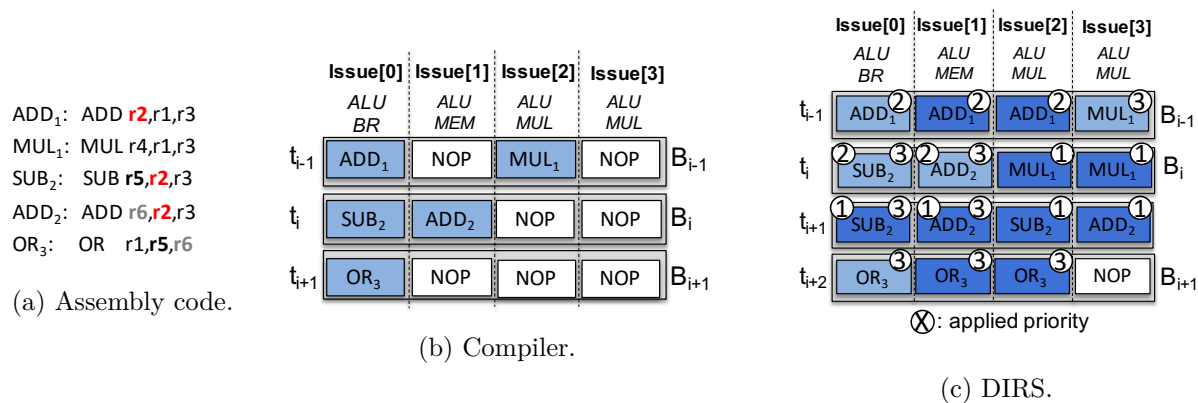 ADD1: ADD r2,r1,r3
MUL1: MUL r4,r1,r3
SUB2: SUB r5,r2,r3
ADD2: ADD r6,r2,r3
OR3: OR r1,r5,r6
(a) Assembly code.
Issue[0] Issue[1] Issue[2] Issue[3]
ALU ALU ALU ALU
BR MEM MUL MUL
ti-1 ADD1 NOP MUL1 NOP Bi-1
ti SUB2 ADD2 NOP NOP Bi
ti+1 OR3 NOP NOP NOP Bi+1
(b) Compiler.
Issue[0] Issue[1] Issue[2] Issue[3]
ALU ALU ALU ALU
BR MEM MUL MUL
2 2 2 3
ti-1 ADD1 ADD1 ADD1 MUL1 Bi-1
2 3 2 3 1 1
ti SUB2 ADD2 MUL1 MUL1 Bi
1 3 1 3 1 1
ti+1 SUB2 ADD2 SUB2 ADD2
3 3 3
ti+2 OR3 OR3 OR3 NOP Bi+1
X: applied priority
(c) DIRS.